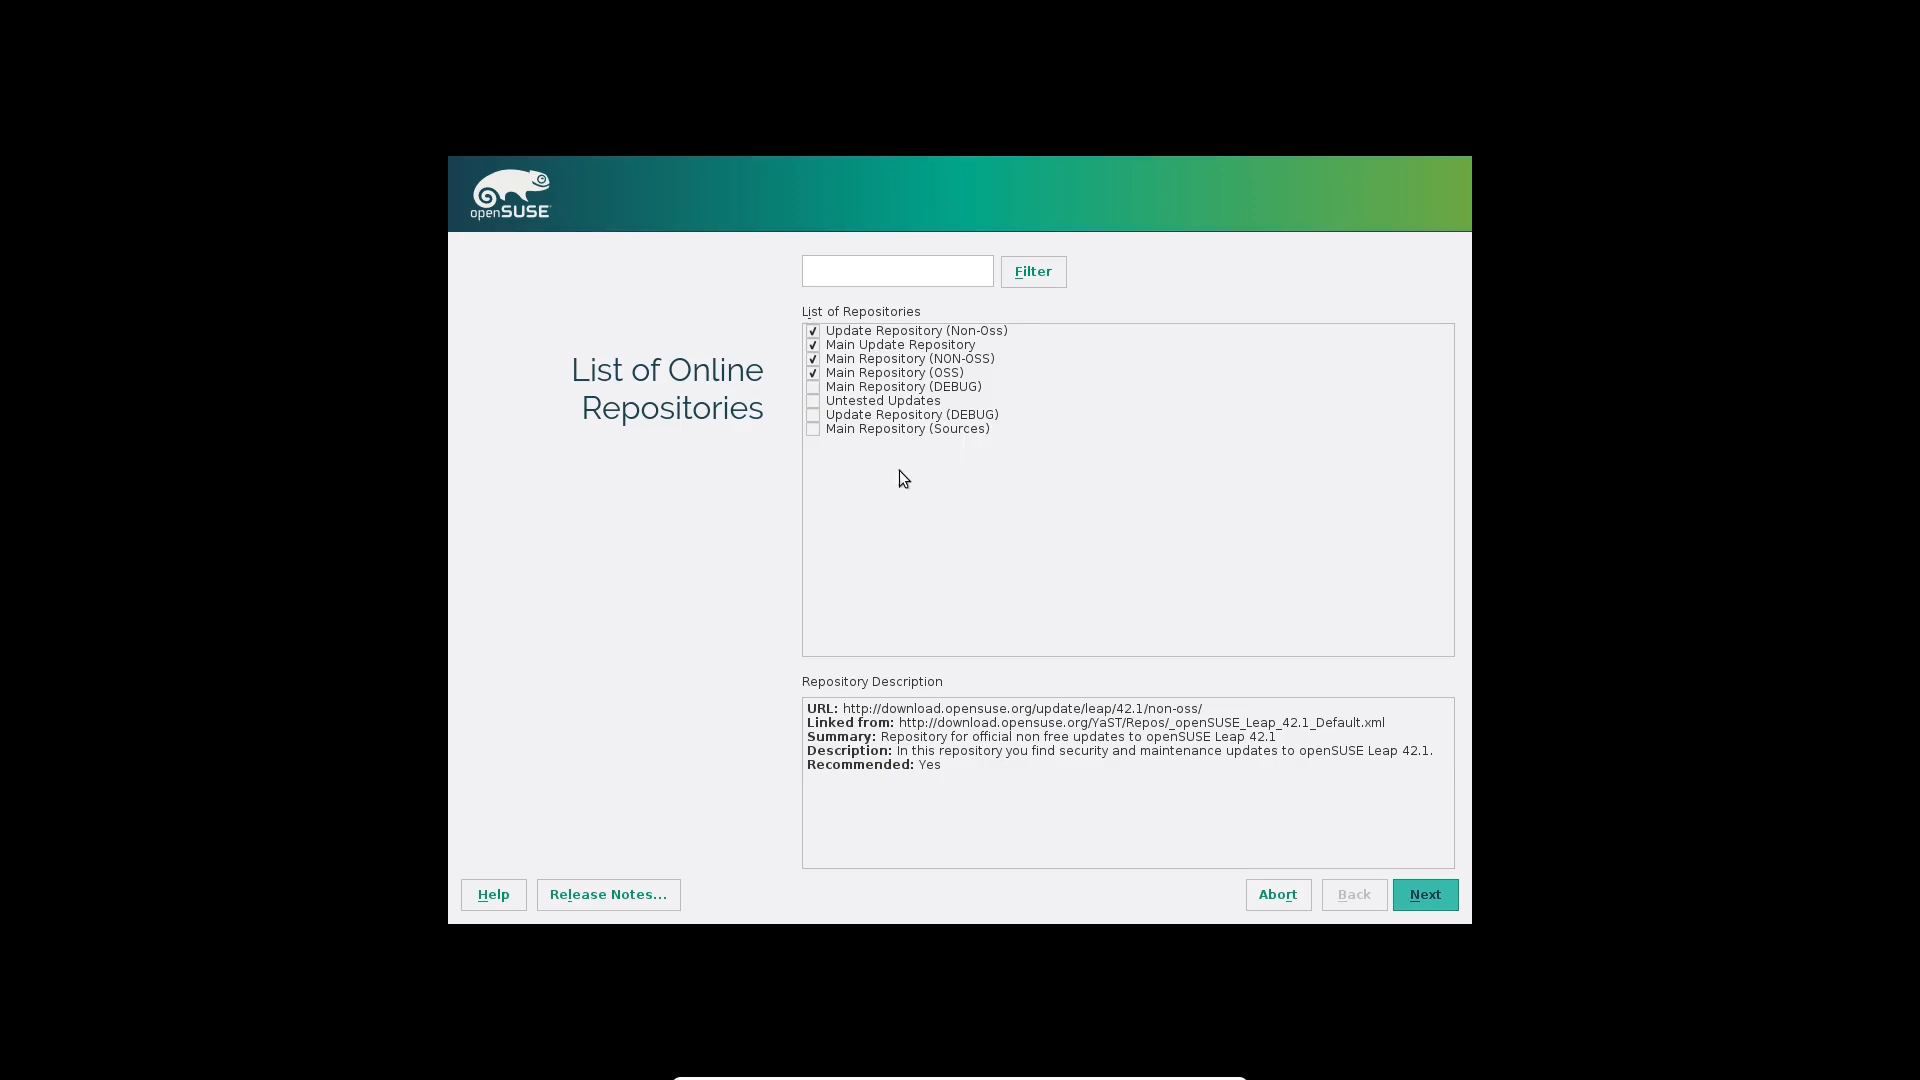 openSUSE
Filter
List of Repositories
Update Repository (Non-Oss)
Main Update Repository
Main Repository (NON-OSS)
Main Repository (OSS)
Main Repository (DEBUG)
Untested Updates
Update Repository (DEBUG)
Main Repository (Sources)
List of Online
Repositories
Repository Description
URL: http://download.opensuse.org/update/leap/42.1/non-oss/
Linked from: http://download.opensuse.org/YaST/Repos/_openSUSE_Leap_42.1_Default.xml
Summary: Repository for official non free updates to openSUSE Leap 42.1
Description: In this repository you find security and maintenance updates to openSUSE Leap 42.1.
Recommended: Yes
Help Release Notes... Abort Back Next